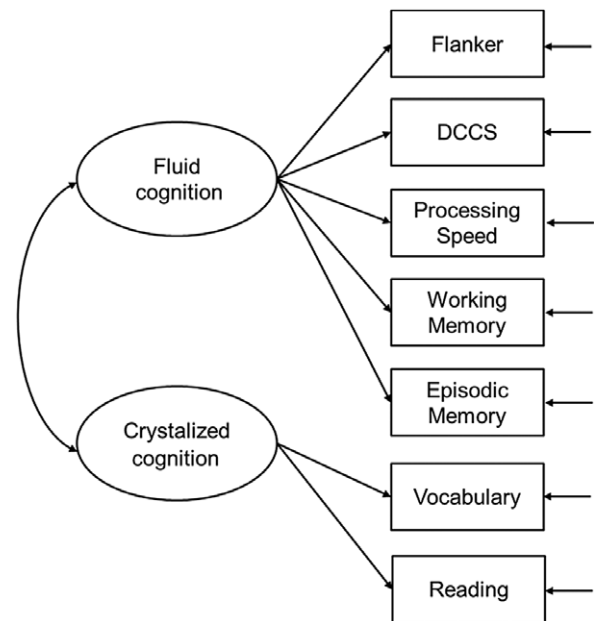 Flanker
DCCS
Fluid
cognition
Processing
Speed
Working
Memory
Episodic
Memory
Crystalized
cognition
Vocabulary
Reading